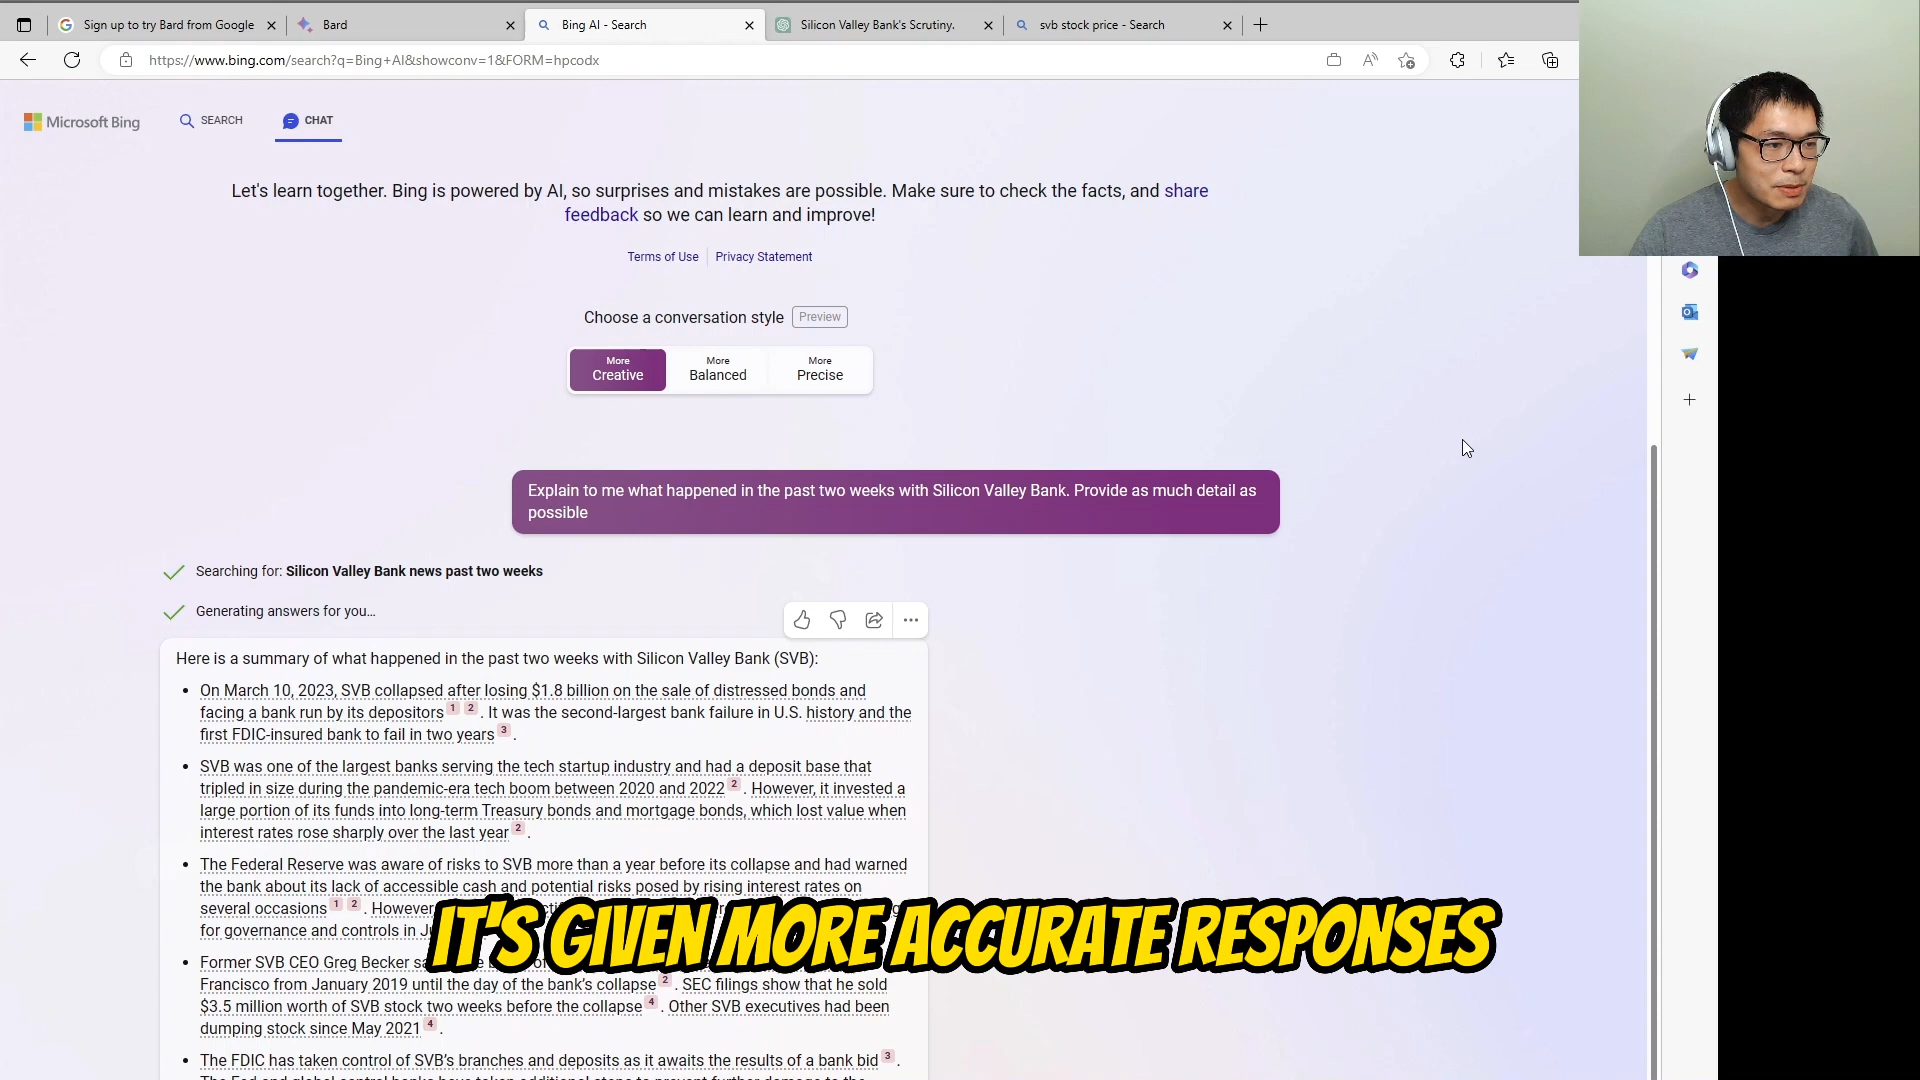 Sign up to try Bard from Google
Bard
Bing AI - Search
Silicon Valley Bank's Scrutiny.
svb stock price - Search
https://www.bing.com/search?q=Bing+AI&showconv=1&FORM=hpcodx
Microsoft Bing
SEARCH
CHAT
Let's learn together. Bing is powered by AI, so surprises and mistakes are possible. Make sure to check the facts, and share
feedback so we can learn and improve!
Terms of Use
Privacy Statement
Choose a conversation style
Preview
More
Creative
More
Balanced
More
Precise
Explain to me what happened in the past two weeks with Silicon Valley Bank. Provide as much detail as
possible
Searching for: Silicon Valley Bank news past two weeks
Generating answers for you...
Here is a summary of what happened in the past two weeks with Silicon Valley Bank (SVB):
On March 10, 2023, SVB collapsed after losing $1.8 billion on the sale of distressed bonds and
facing a bank run by its depositors 1 2 . It was the second-largest bank failure in U.S. history and the
first FDIC-insured bank to fail in two years 3 .
SVB was one of the largest banks serving the tech startup industry and had a deposit base that
tripled in size during the pandemic-era tech boom between 2020 and 2022 2 . However, it invested a
large portion of its funds into long-term Treasury bonds and mortgage bonds, which lost value when
interest rates rose sharply over the last year 2 .
The Federal Reserve was aware of risks to SVB more than a year before its collapse and had warned
the bank about its lack of accessible cash and potential risks posed by rising interest rates on
several occasions 1 2 . However
for governance and controls in
Former SVB CEO Greg Becker
Francisco from January 2019 until the day of the bank's collapse 2 . SEC filings show that he sold
$3.5 million worth of SVB stock two weeks before the collapse 4 . Other SVB executives had been
dumping stock since May 2021 4 .
The FDIC has taken control of SVB's branches and deposits as it awaits the results of a bank bid 3 .
IT'S GIVEN MORE ACCURATE RESPONSES